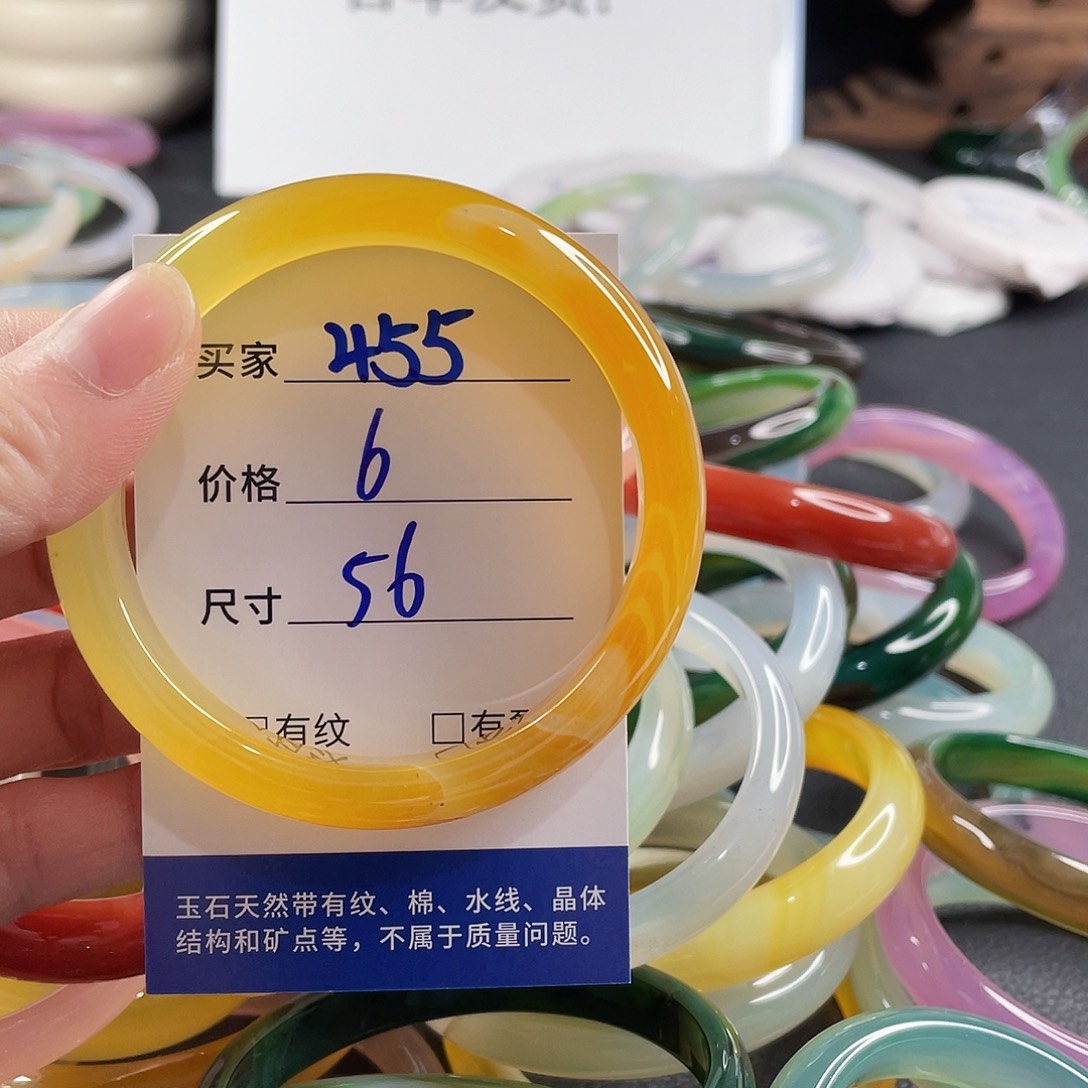 买家 455
价格 6
尺寸 56
□有纹 □有
玉石天然带有纹、棉、水线、晶体
结构和矿点等，不属于质量问题。